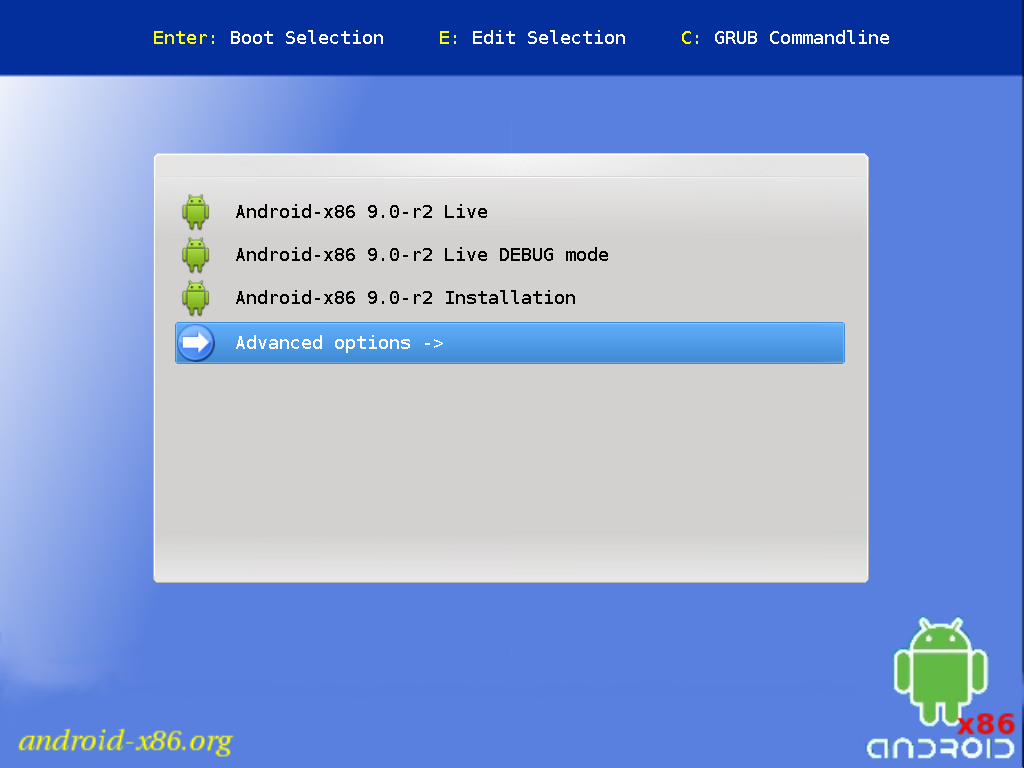 Enter: Boot Selection E: Edit Selection C: GRUB Commandline
Android-x86 9.0-r2 Live
Android-x86 9.0-r2 Live DEBUG mode
Android-x86 9.0-r2 Installation
Advanced options ->
x86
android-x86.org
ANDROID